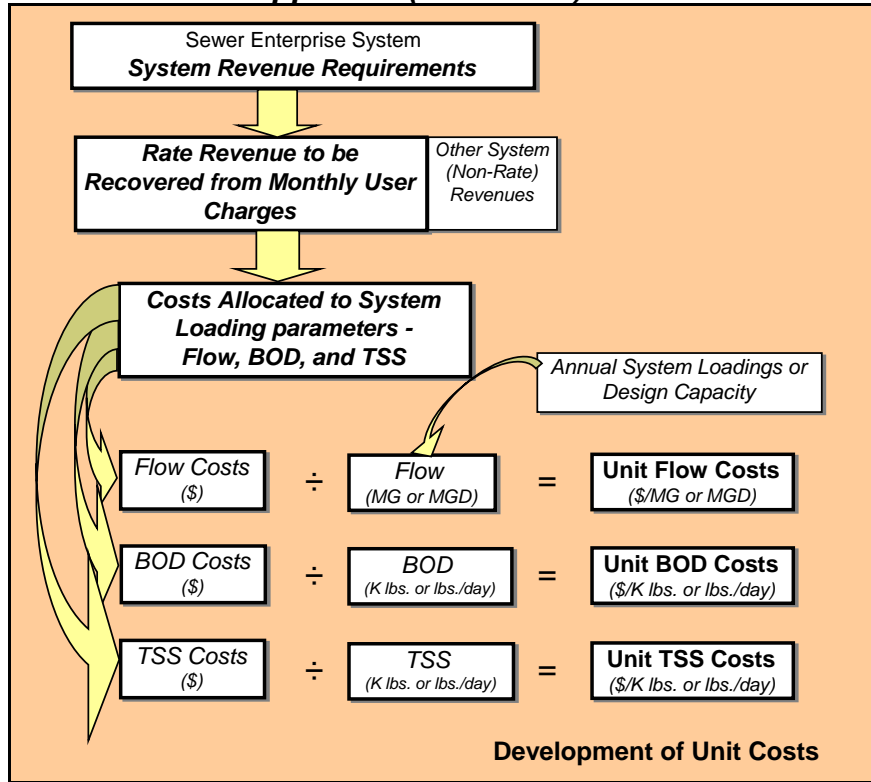 Sewer Enterprise System
System Revenue Requirements
Rate Revenue to be
Recovered from Monthly User
Charges
Other System
(Non-Rate)
Revenues
Costs Allocated to System
Loading parameters -
Flow, BOD, and TSS
Annual System Loadings or
Design Capacity
Flow Costs
($)
÷
Flow
(MG or MGD)
=
Unit Flow Costs
($/MG or MGD)
BOD Costs
($)
÷
BOD
(K lbs. or lbs./day)
=
Unit BOD Costs
($/K lbs. or lbs./day)
TSS Costs
($)
÷
TSS
(K lbs. or lbs./day)
=
Unit TSS Costs
($/K lbs. or lbs./day)
Development of Unit Costs